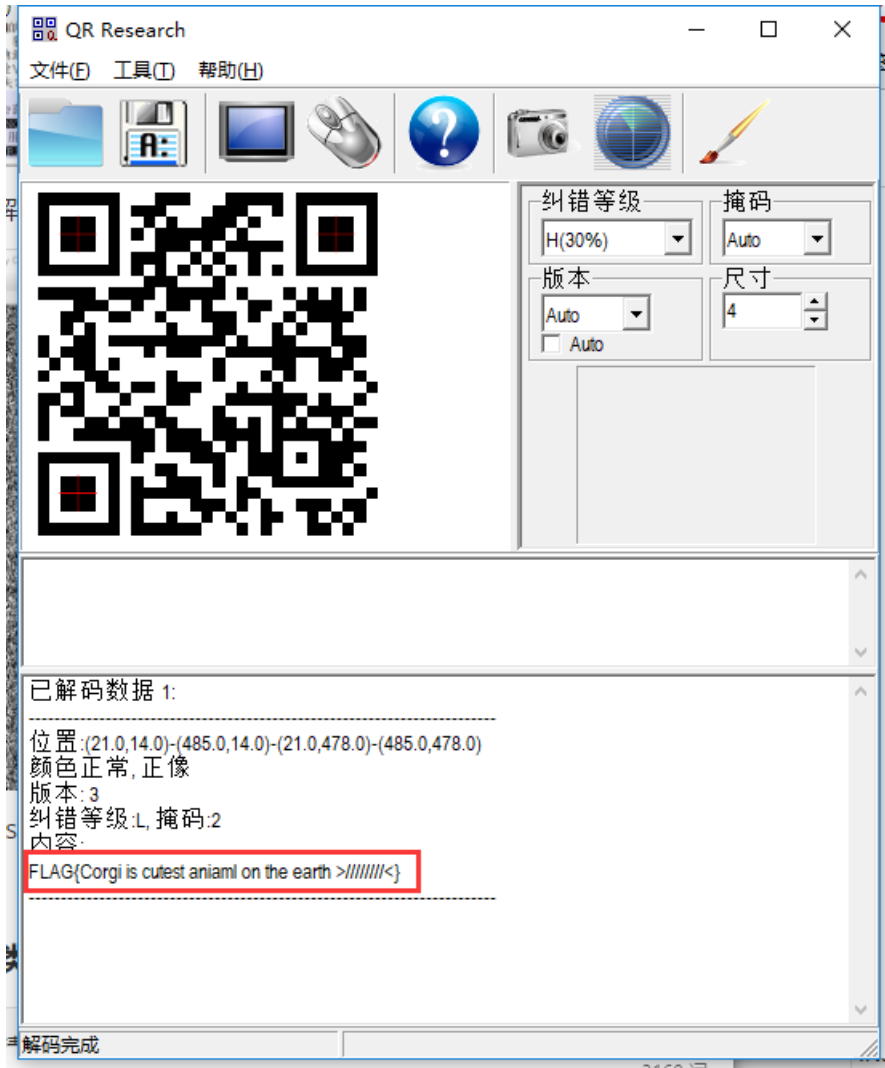 QR Research
文件(F) 工具(T) 帮助(H)
A:
纠错等级
掩码
H(30%)
Auto
版本
尺寸
Auto
4
Auto
已解码数据 1:
位置:(21.0,14.0)-(485.0,14.0)-(21.0,478.0)-(485.0,478.0)
颜色正常, 正像
版本: 3
纠错等级:L, 掩码:2
内容:
FLAG{Corgi is cutest aniaml on the earth >////////<}
解码完成